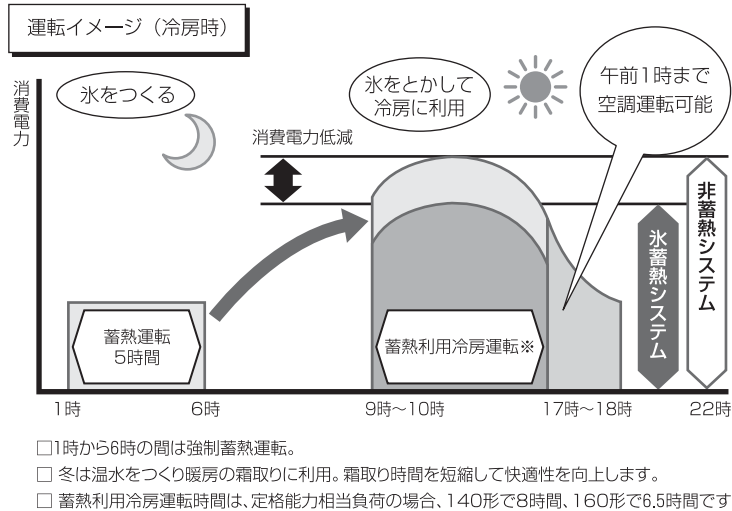 運転イメージ（冷房時）
消費電力
氷をつくる
氷をとかして
冷房に利用
午前1時まで
空調運転可能
消費電力低減
氷蓄熱システム
非蓄熱システム
蓄熱運転
5時間
蓄熱利用冷房運転※
1時
6時
9時～10時
17時～18時
22時
□1時から6時の間は強制蓄熱運転。
□ 冬は温水をつくり暖房の霜取りに利用。霜取り時間を短縮して快適性を向上します。
□ 蓄熱利用冷房運転時間は、定格能力相当負荷の場合、140形で8時間、160形で6.5時間です